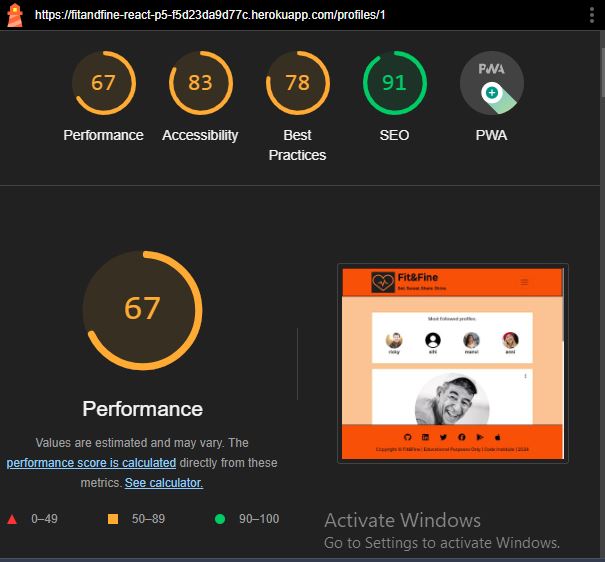 https://fitandfine-react-p5-f5d23da9d77c.herokuapp.com/profiles/1
67
83
78
91
PWA
Performance
Accessibility
Best
Practices
SEO
PWA
67
Performance
Values are estimated and may vary. The
performance score is calculated directly from these
metrics. See calculator.
0–49
50–89
90–100
Fit&Fine
Eat. Sweat. Share. Shine.
Most followed profiles.
ricky
sihi
mansi
anni
Copyright © Fit&Fine | Educational Purposes Only | Code Institute | 2024
Activate Windows
Go to Settings to activate Windows.